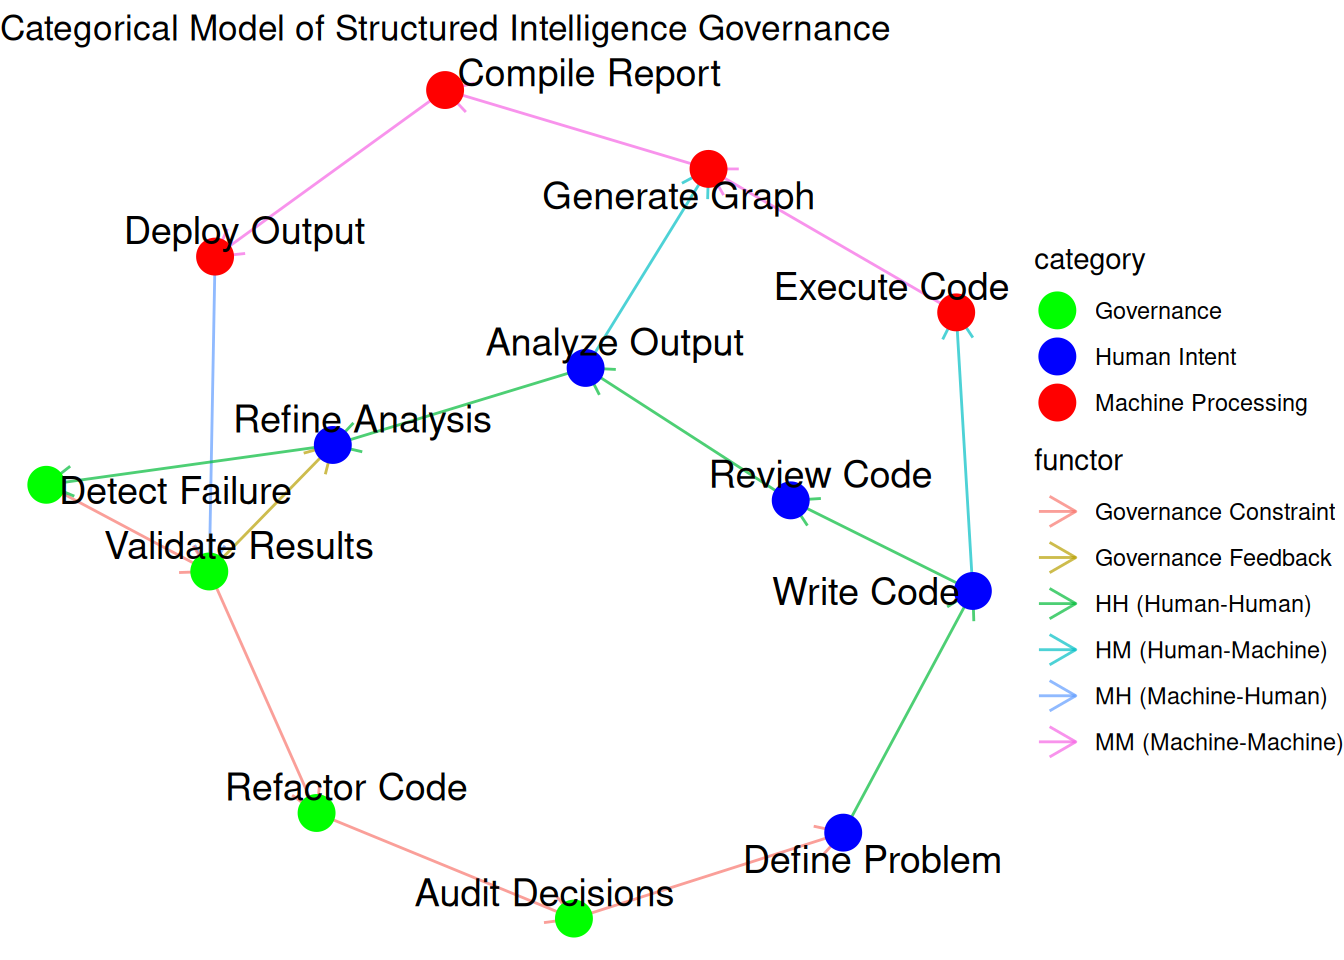 Categorical Model of Structured Intelligence Governance
Compile Report
Generate Graph
Deploy Output
Execute Code
Analyze Output
Refine Analysis
Review Code
Detect Failure
Validate Results
Write Code
Refactor Code
Define Problem
Audit Decisions
category
Governance
Human Intent
Machine Processing
functor
Governance Constraint
Governance Feedback
HH (Human-Human)
HM (Human-Machine)
MH (Machine-Human)
MM (Machine-Machine)